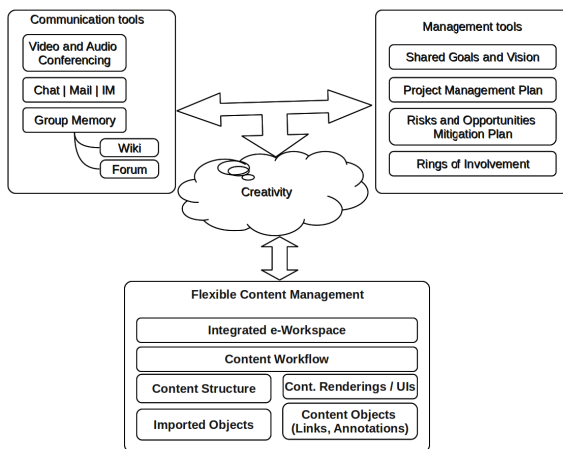 Communication tools
Video and Audio
Conferencing
Chat | Mail | IM
Group Memory
Wiki
Forum
Management tools
Shared Goals and Vision
Project Management Plan
Risks and Opportunities
Mitigation Plan
Rings of Involvement
Creativity
Flexible Content Management
Integrated e-Workspace
Content Workflow
Content Structure
Cont. Renderings / UIs
Imported Objects
Content Objects
(Links, Annotations)